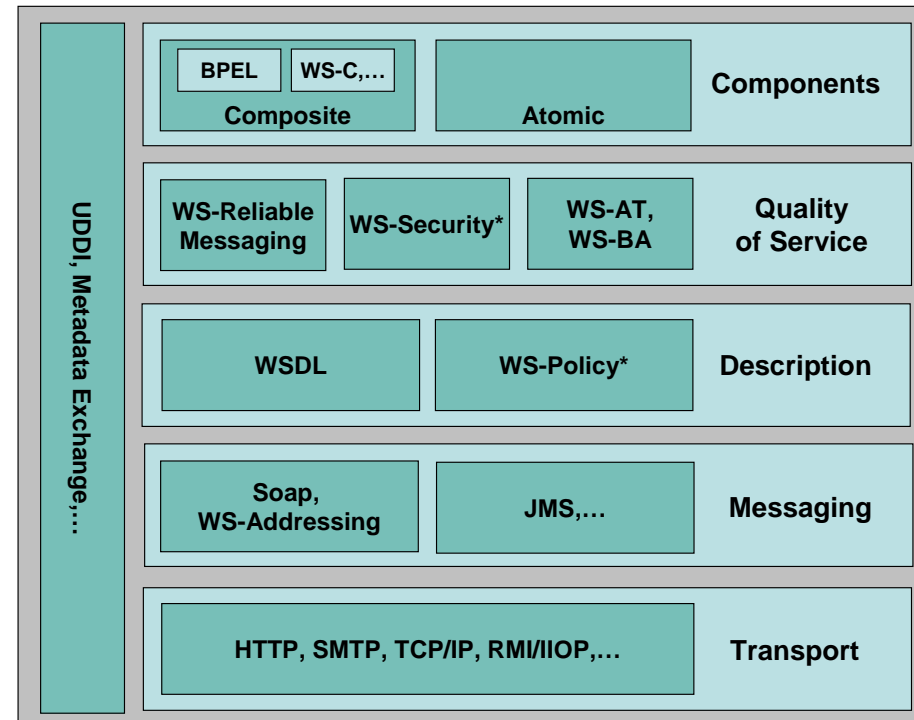 UDDI, Metadata Exchange,…
BPEL
WS-C,…
Composite
Atomic
Components
WS-Reliable
Messaging
WS-Security*
WS-AT,
WS-BA
Quality
of Service
WSDL
WS-Policy*
Description
Soap,
WS-Addressing
JMS,…
Messaging
HTTP, SMTP, TCP/IP, RMI/IIOP,…
Transport